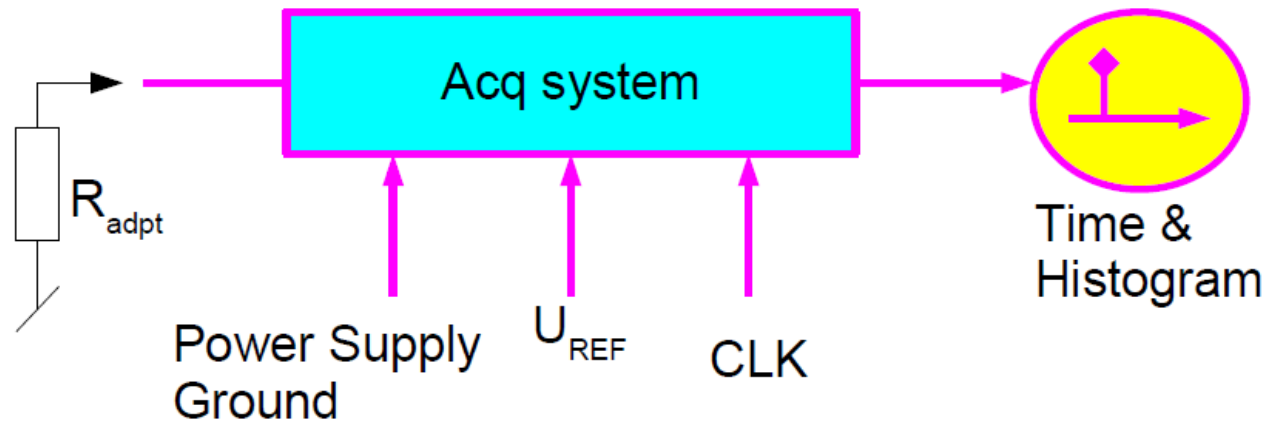 Acq system
R adpt
Time &
Histogram
Power Supply
Ground
U REF
CLK